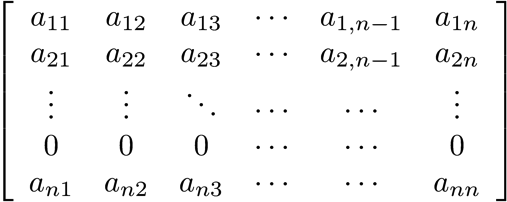 a₁₁ a₁₂ a₁₃ ⋯ a₁,ₙ₋₁ a₁ₙ
a₂₁ a₂₂ a₂₃ ⋯ a₂,ₙ₋₁ a₂ₙ
⋮ ⋮ ⋱ ⋯ ⋯ ⋮
0 0 0 ⋯ ⋯ 0
aₙ₁ aₙ₂ aₙ₃ ⋯ ⋯ aₙₙ